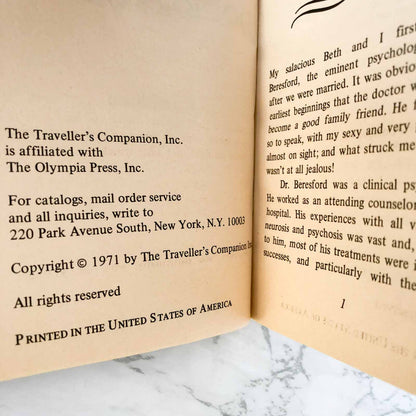 The Traveller's Companion, Inc.
is affiliated with
The Olympia Press, Inc.
For catalogs, mail order service
and all inquiries, write to
220 Park Avenue South, New York, N.Y. 10003
Copyright © 1971 by The Traveller's Companion
All rights reserved
PRINTED IN THE UNITED STATES OF AMERICA
My salacious Beth and I first
Beresford, the eminent psycholog
after we were married. It was obvio
earliest beginnings that the doctor w
become a good family friend. He f
so to speak, with my sexy and very
almost on sight; and what struck me
wasn't at all jealous!
Dr. Beresford was a clinical psy
He worked as an attending counselor
hospital. His experiences with all v
neurosis and psychosis was vast and,
to him, most of his treatments were i
successes, and particularly with the
1